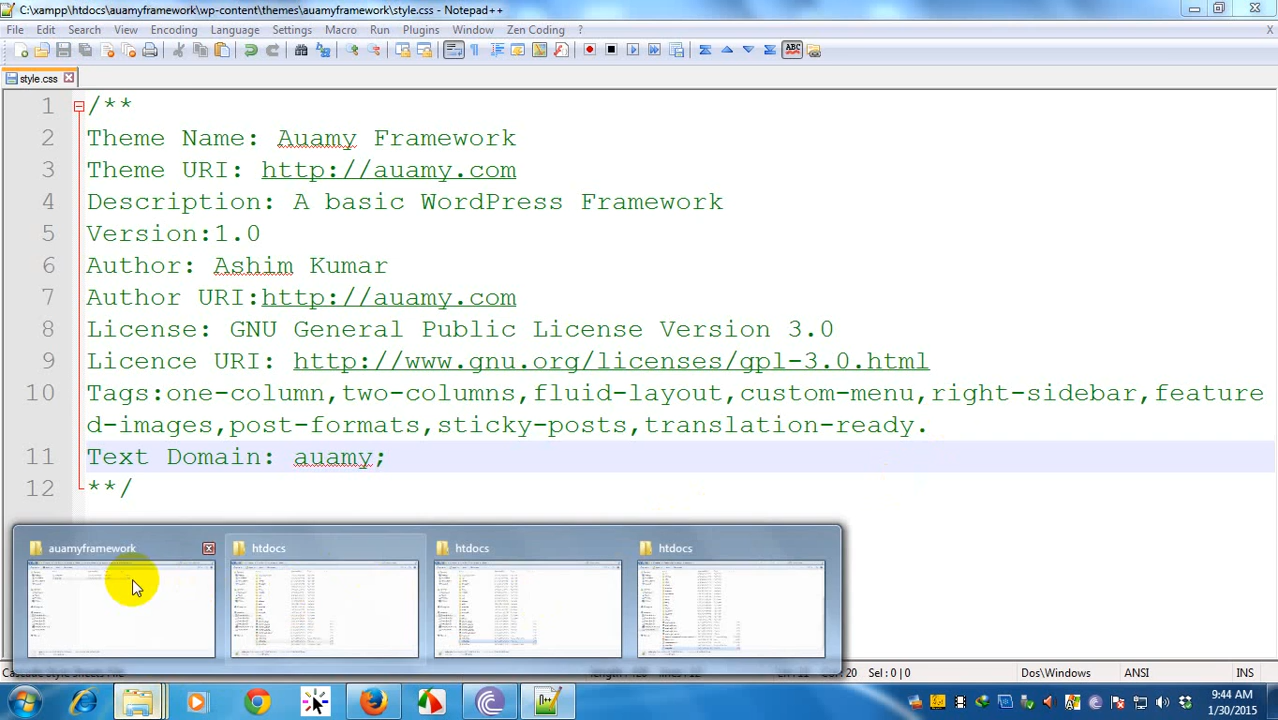 C:\xampp\htdocs\auamyframework\wp-content\themes\auamyframework\style.css - Notepad++
File Edit Search View Encoding Language Settings Macro Run Plugins Window Zen Coding ? X
ABC
style.css
1 /**
2 Theme Name: Auamy Framework
3 Theme URI: http://auamy.com
4 Description: A basic WordPress Framework
5 Version:1.0
6 Author: Ashim Kumar
7 Author URI:http://auamy.com
8 License: GNU General Public License Version 3.0
9 Licence URI: http://www.gnu.org/licenses/gpl-3.0.html
10 Tags:one-column,two-columns,fluid-layout,custom-menu,right-sidebar,feature
d-images,post-formats,sticky-posts,translation-ready.
11 Text Domain: auamy;
12 **/
auamyframework htdocs htdocs htdocs
Sel : 0 | 0 Dos\Windows ANSI INS
9:44 AM
1/30/2015